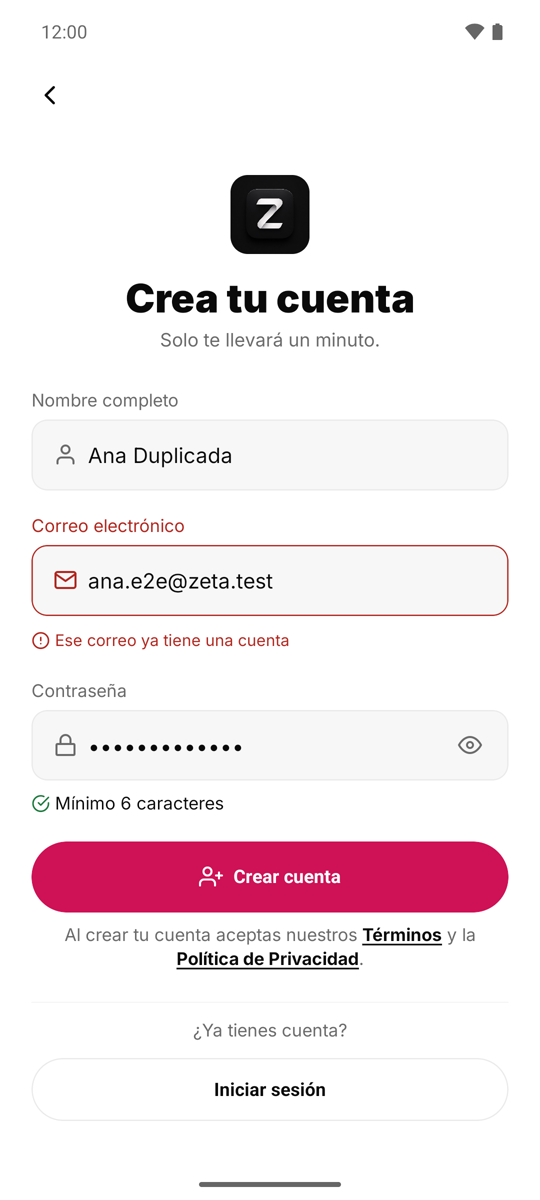 12:00
Z
Crea tu cuenta
Solo te llevará un minuto.
Nombre completo
Ana Duplicada
Correo electrónico
ana.e2e@zeta.test
Ese correo ya tiene una cuenta
Contraseña
•••••••••••••
Mínimo 6 caracteres
Crear cuenta
Al crear tu cuenta aceptas nuestros Términos y la
Política de Privacidad.
¿Ya tienes cuenta?
Iniciar sesión